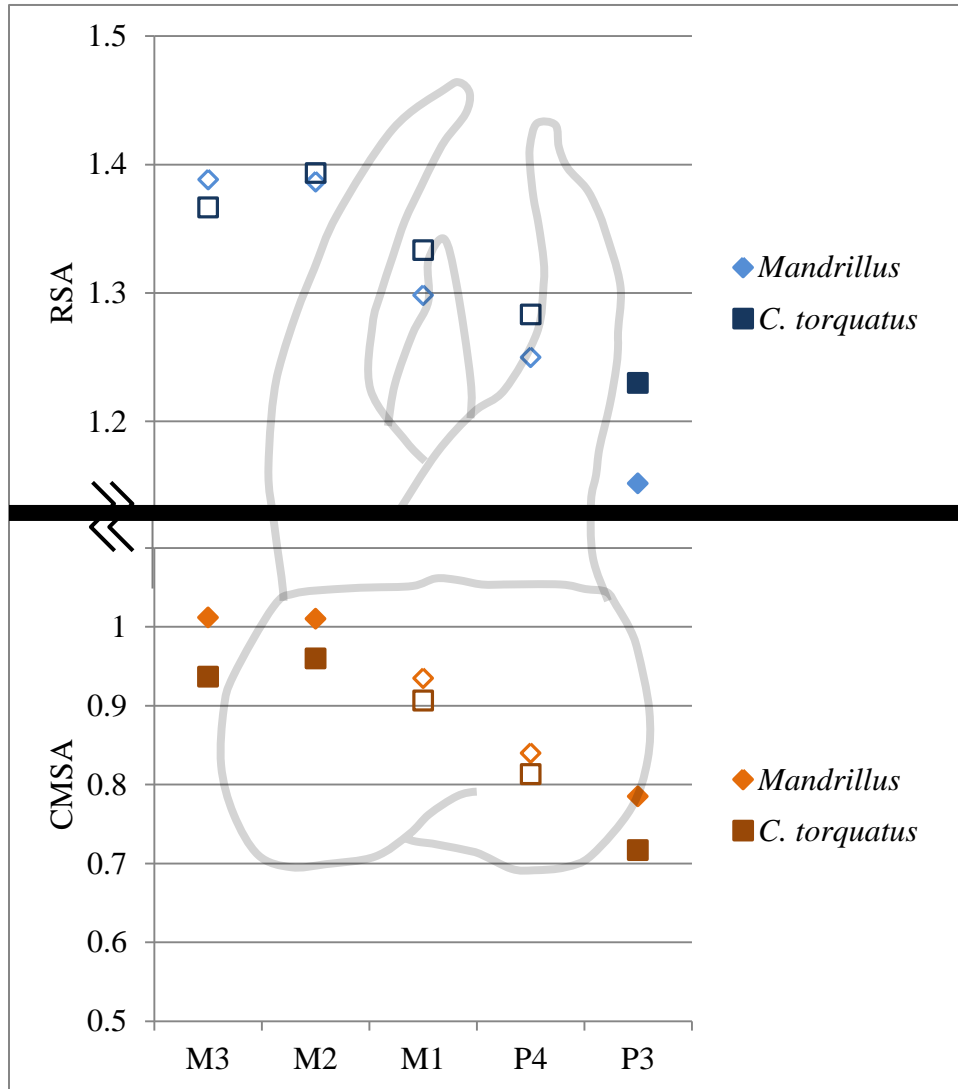 1.5
1.4
1.3
1.2
RSA
Mandrillus
C. torquatus
1
0.9
0.8
0.7
0.6
0.5
CMSA
Mandrillus
C. torquatus
M3 M2 M1 P4 P3